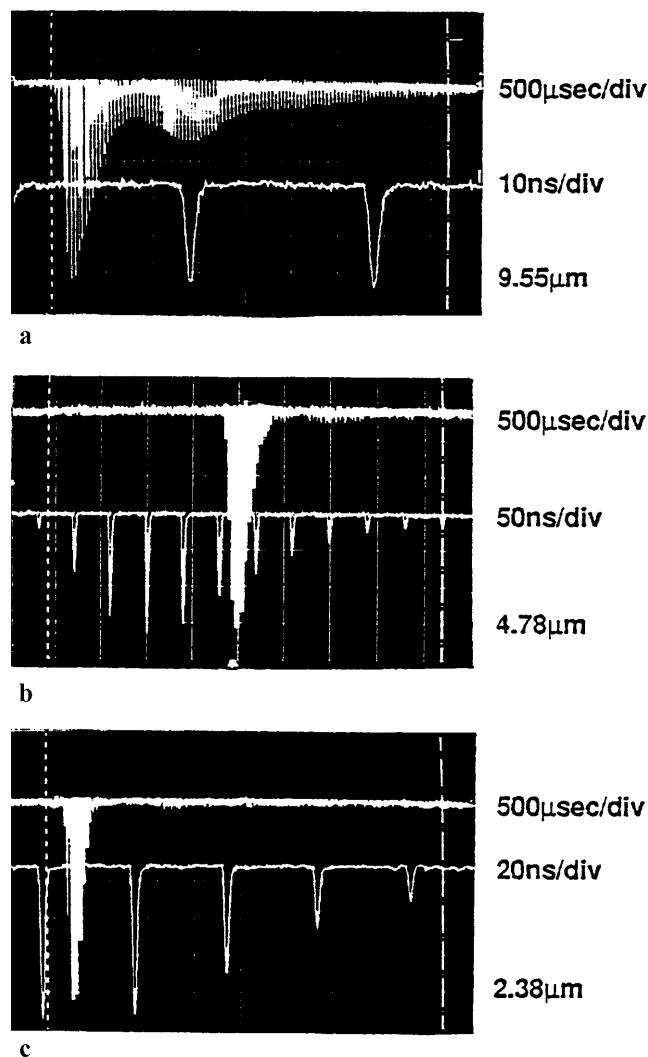 500μsec/div
10ns/div
9.55μm
a
500μsec/div
50ns/div
4.78μm
b
500μsec/div
20ns/div
2.38μm
c